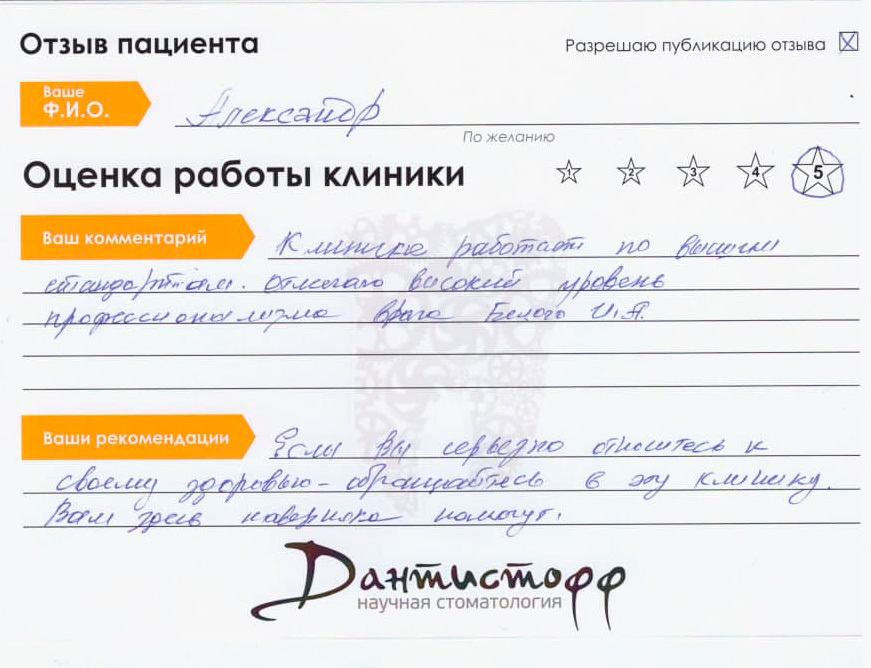 Отзыв пациента
Разрешаю публикацию отзыва
Ваше
Ф.И.О.
Александр
По желанию
Оценка работы клиники
1 2 3 4 5
Ваш комментарий
Клиника работает по высшим
стандартам. Отмечаю высокий уровень
профессионализма врача Белого И.А.
Ваши рекомендации
Если Вы серьезно относитесь к
своему здоровью - обращайтесь в эту клинику.
Вам здесь наверняка помогут.
Дантистофф
научная стоматология